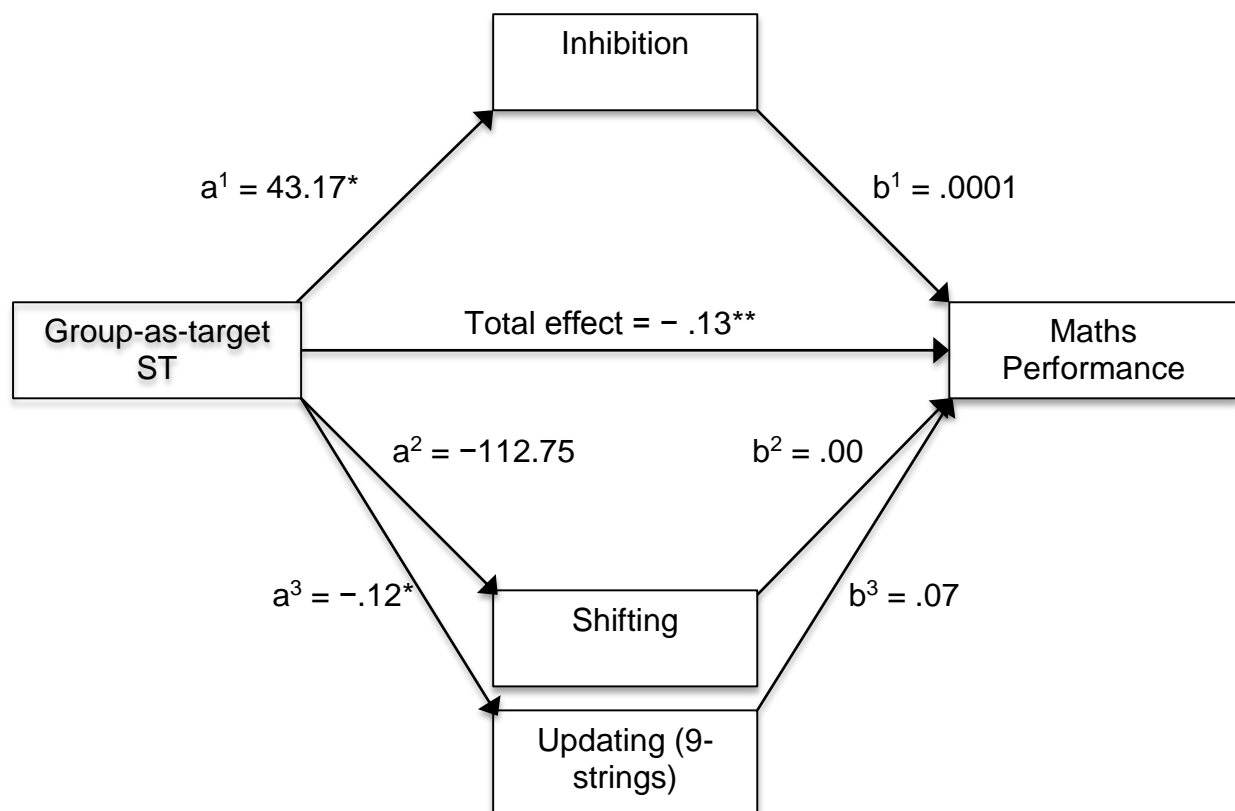 Inhibition
a¹ = 43.17*
b¹ = .0001
Group-as-target
ST
Total effect = − .13**
Maths
Performance
a² = −112.75
b² = .00
a³ = −.12*
b³ = .07
Shifting
Updating (9-
strings)